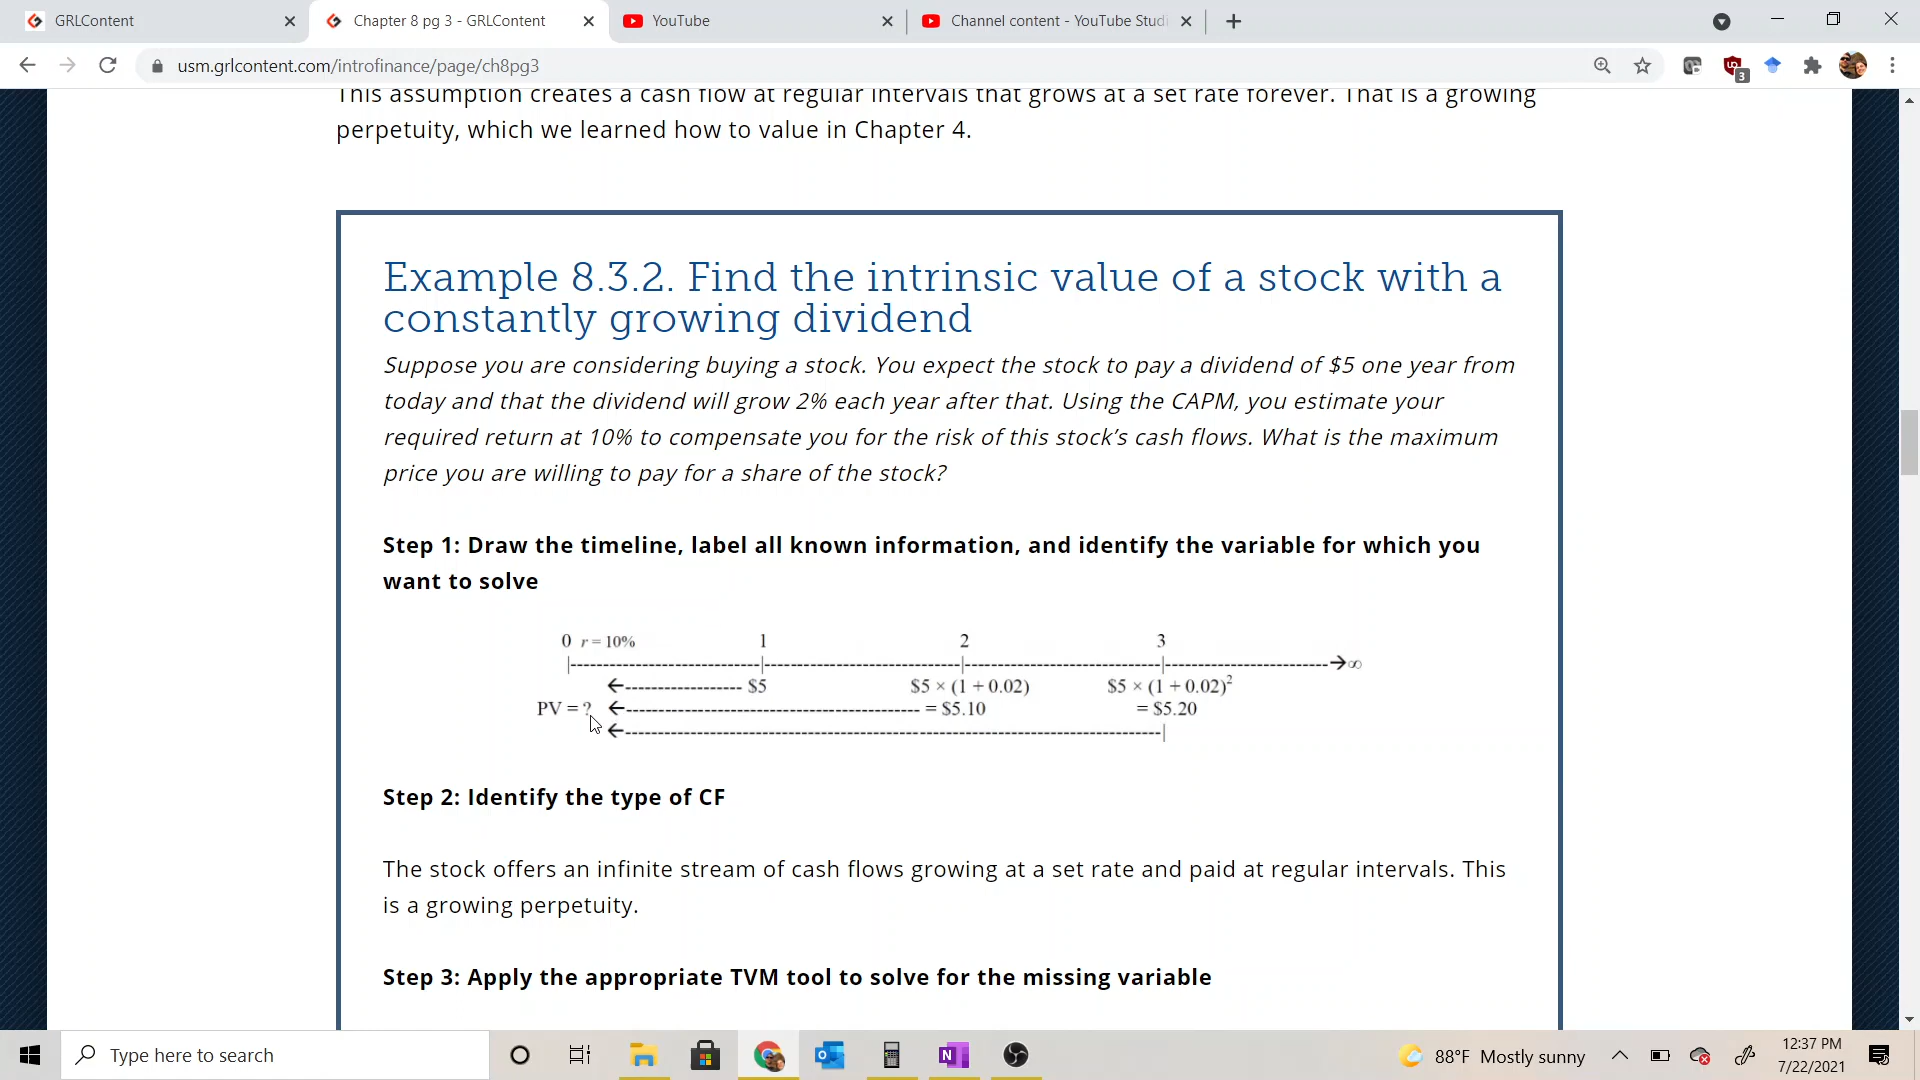 GRLContent
Chapter 8 pg 3 - GRLContent
YouTube
Channel content - YouTube Studi
usm.grlcontent.com/introfinance/page/ch8pg3
3
This assumption creates a cash flow at regular intervals that grows at a set rate forever. That is a growing
perpetuity, which we learned how to value in Chapter 4.
Example 8.3.2. Find the intrinsic value of a stock with a
constantly growing dividend
Suppose you are considering buying a stock. You expect the stock to pay a dividend of $5 one year from
today and that the dividend will grow 2% each year after that. Using the CAPM, you estimate your
required return at 10% to compensate you for the risk of this stock’s cash flows. What is the maximum
price you are willing to pay for a share of the stock?
Step 1: Draw the timeline, label all known information, and identify the variable for which you
want to solve
0 r = 10% 1 2 3
∞
$5 $5 × (1 + 0.02) $5 × (1 + 0.02)²
PV = ? = $5.10 = $5.20
Step 2: Identify the type of CF
The stock offers an infinite stream of cash flows growing at a set rate and paid at regular intervals. This
is a growing perpetuity.
Step 3: Apply the appropriate TVM tool to solve for the missing variable
Type here to search
88°F Mostly sunny
12:37 PM
7/22/2021